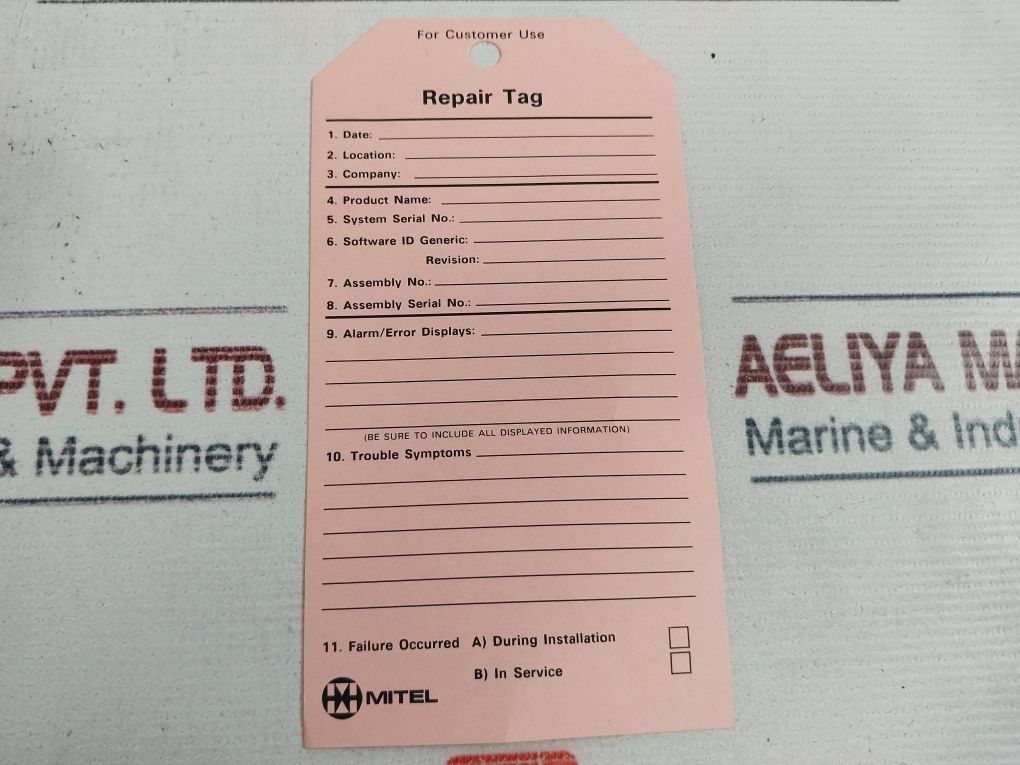 For Customer Use
Repair Tag
1. Date:
2. Location:
3. Company:
4. Product Name:
5. System Serial No.:
6. Software ID Generic:
Revision:
7. Assembly No.:
8. Assembly Serial No.:
9. Alarm/Error Displays:
(BE SURE TO INCLUDE ALL DISPLAYED INFORMATION)
10. Trouble Symptoms
11. Failure Occurred A) During Installation
B) In Service
MITEL
PVT. LTD.
& Machinery
AELIYA
Marine &